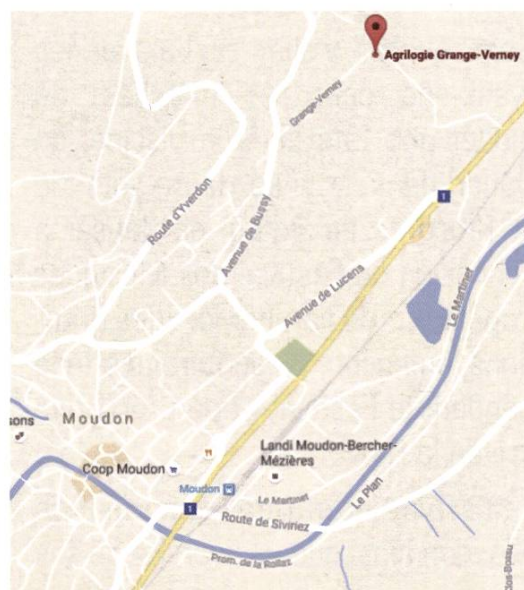 Agrilogie Grange-Verney
Grange-Verney
1
Route d'Yverdon
Avenue de Bussy
Avenue de Lucens
Le Martinet
sons
Moudon
Coop Moudon
Landi Moudon-Bercher-
Mézières
Moudon
Le Martinet
Le Plan
1
Route de Siviriez
Prom. de la Rollaz